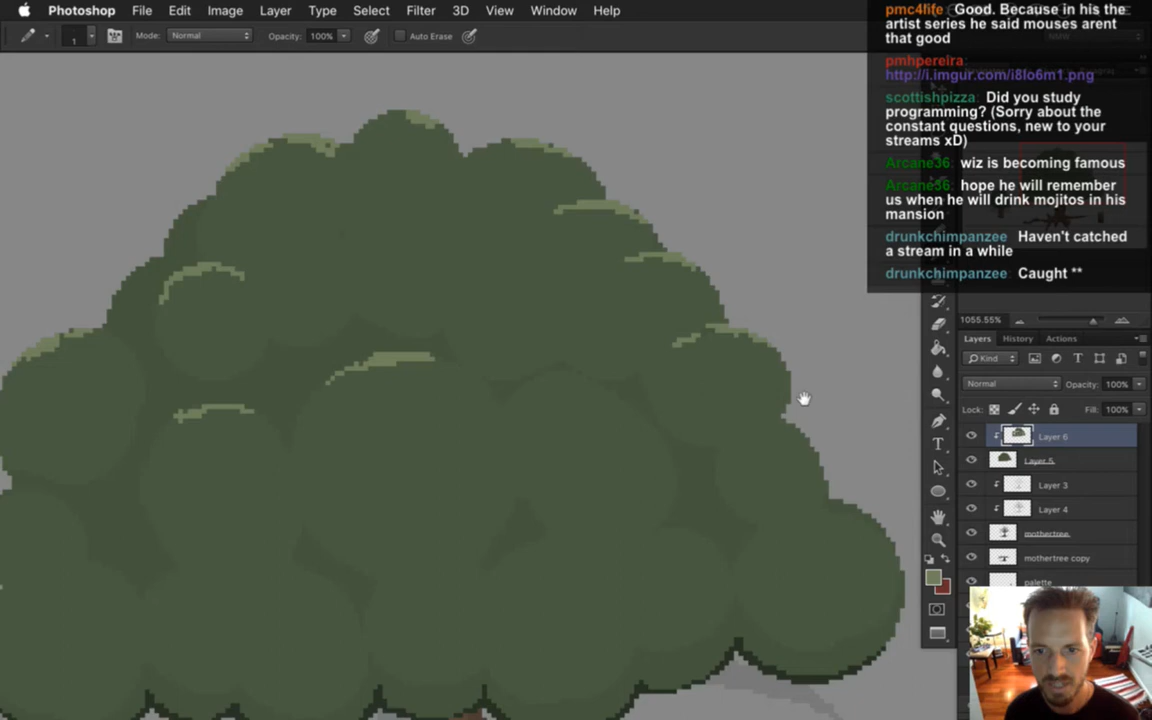 Photoshop File Edit Image Layer Type Select Filter 3D View Window Help
1 Mode: Normal Opacity: 100% Auto Erase
pmc4life: Good. Because in his the
artist series he said mouses arent
that good
pmhpereira:
http://i.imgur.com/i8Io6m1.png
scottishpizza: Did you study
programming? (Sorry about the
constant questions, new to your
streams xD)
Arcane36: wiz is becoming famous
Arcane36: hope he will remember
us when he will drink mojitos in his
mansion
drunkchimpanzee Haven't catched
a stream in a while
drunkchimpanzee Caught **
1055.55%
Layers History Actions
Kind
Normal Opacity: 100%
Lock: Fill: 100%
Layer 6
Layer 5
Layer 3
Layer 4
mothertree
mothertree copy
palette